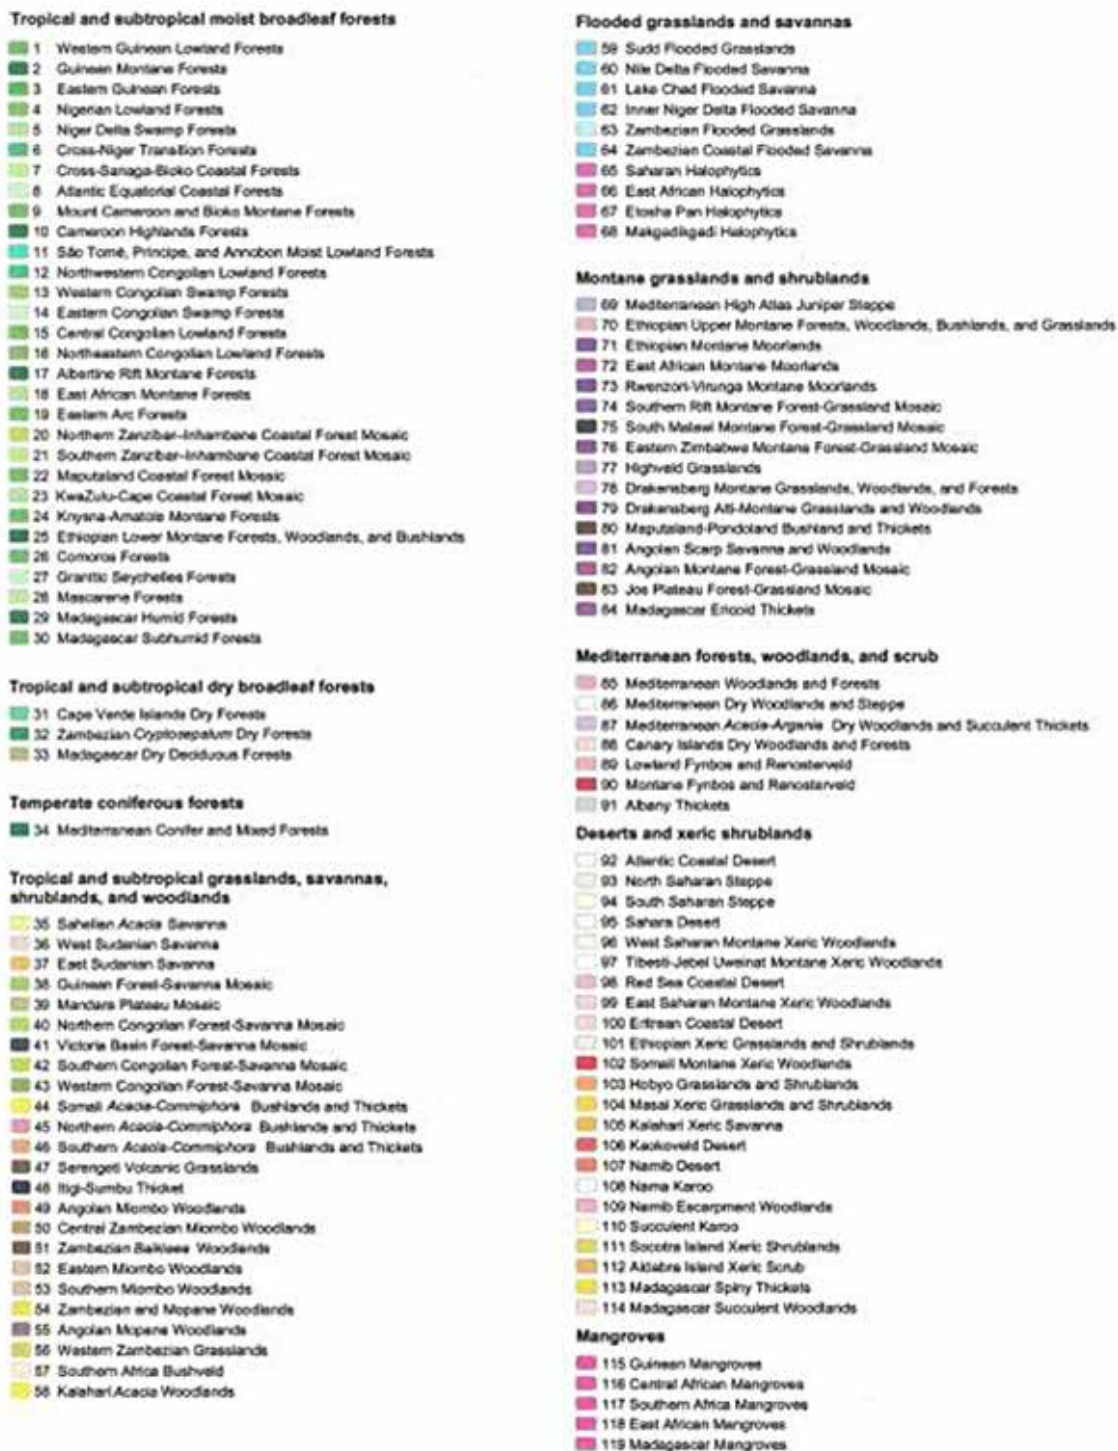 Tropical and subtropical moist broadleaf forests
1 Western Guinean Lowland Forests
2 Guinean Montane Forests
3 Eastern Guinean Forests
4 Nigerian Lowland Forests
5 Niger Delta Swamp Forests
6 Cross-Niger Transition Forests
7 Cross-Sanaga-Bioko Coastal Forests
8 Atlantic Equatorial Coastal Forests
9 Mount Cameroon and Bioko Montane Forests
10 Cameroon Highlands Forests
11 São Tomé, Príncipe, and Annobon Moist Lowland Forests
12 Northwestern Congolian Lowland Forests
13 Western Congolian Swamp Forests
14 Eastern Congolian Swamp Forests
15 Central Congolian Lowland Forests
16 Northeastern Congolian Lowland Forests
17 Albertine Rift Montane Forests
18 East African Montane Forests
19 Eastern Arc Forests
20 Northern Zanzibar–Inhambane Coastal Forest Mosaic
21 Southern Zanzibar–Inhambane Coastal Forest Mosaic
22 Maputaland Coastal Forest Mosaic
23 KwaZulu-Cape Coastal Forest Mosaic
24 Knysna-Amatole Montane Forests
25 Ethiopian Lower Montane Forests, Woodlands, and Bushlands
26 Comoros Forests
27 Granitic Seychelles Forests
28 Mascarene Forests
29 Madagascar Humid Forests
30 Madagascar Subhumid Forests
Tropical and subtropical dry broadleaf forests
31 Cape Verde Islands Dry Forests
32 Zambezian Cryptosepalum Dry Forests
33 Madagascar Dry Deciduous Forests
Temperate coniferous forests
34 Mediterranean Conifer and Mixed Forests
Tropical and subtropical grasslands, savannas,
shrublands, and woodlands
35 Sahelian Acacia Savanna
36 West Sudanian Savanna
37 East Sudanian Savanna
38 Guinean Forest-Savanna Mosaic
39 Mandara Plateau Mosaic
40 Northern Congolian Forest-Savanna Mosaic
41 Victoria Basin Forest-Savanna Mosaic
42 Southern Congolian Forest-Savanna Mosaic
43 Western Congolian Forest-Savanna Mosaic
44 Somali Acacia-Commiphora Bushlands and Thickets
45 Northern Acacia-Commiphora Bushlands and Thickets
46 Southern Acacia-Commiphora Bushlands and Thickets
47 Serengeti Volcanic Grasslands
48 Itigi-Sumbu Thicket
49 Angolan Miombo Woodlands
50 Central Zambezian Miombo Woodlands
51 Zambezian Baikiaea Woodlands
52 Eastern Miombo Woodlands
53 Southern Miombo Woodlands
54 Zambezian and Mopane Woodlands
55 Angolan Mopane Woodlands
56 Western Zambezian Grasslands
57 Southern Africa Bushveld
58 Kalahari Acacia Woodlands
Flooded grasslands and savannas
59 Sudd Flooded Grasslands
60 Nile Delta Flooded Savanna
61 Lake Chad Flooded Savanna
62 Inner Niger Delta Flooded Savanna
63 Zambezian Flooded Grasslands
64 Zambezian Coastal Flooded Savanna
65 Saharan Halophytics
66 East African Halophytics
67 Etosha Pan Halophytics
68 Makgadikgadi Halophytics
Montane grasslands and shrublands
69 Mediterranean High Atlas Juniper Steppe
70 Ethiopian Upper Montane Forests, Woodlands, Bushlands, and Grasslands
71 Ethiopian Montane Moorlands
72 East African Montane Moorlands
73 Rwenzori-Virunga Montane Moorlands
74 Southern Rift Montane Forest-Grassland Mosaic
75 South Malawi Montane Forest-Grassland Mosaic
76 Eastern Zimbabwe Montane Forest-Grassland Mosaic
77 Highveld Grasslands
78 Drakensberg Montane Grasslands, Woodlands, and Forests
79 Drakensberg Alti-Montane Grasslands and Woodlands
80 Maputaland-Pondoland Bushland and Thickets
81 Angolan Scarp Savanna and Woodlands
82 Angolan Montane Forest-Grassland Mosaic
83 Jos Plateau Forest-Grassland Mosaic
84 Madagascar Ericoid Thickets
Mediterranean forests, woodlands, and scrub
85 Mediterranean Woodlands and Forests
86 Mediterranean Dry Woodlands and Steppe
87 Mediterranean Acacia-Argania Dry Woodlands and Succulent Thickets
88 Canary Islands Dry Woodlands and Forests
89 Lowland Fynbos and Renosterveld
90 Montane Fynbos and Renosterveld
91 Albany Thickets
Deserts and xeric shrublands
92 Atlantic Coastal Desert
93 North Saharan Steppe
94 South Saharan Steppe
95 Sahara Desert
96 West Saharan Montane Xeric Woodlands
97 Tibesti-Jebel Uweinat Montane Xeric Woodlands
98 Red Sea Coastal Desert
99 East Saharan Montane Xeric Woodlands
100 Eritrean Coastal Desert
101 Ethiopian Xeric Grasslands and Shrublands
102 Somali Montane Xeric Woodlands
103 Hobyo Grasslands and Shrublands
104 Masai Xeric Grasslands and Shrublands
105 Kalahari Xeric Savanna
106 Kaokoveld Desert
107 Namib Desert
108 Nama Karoo
109 Namib Escarpment Woodlands
110 Succulent Karoo
111 Socotra Island Xeric Shrublands
112 Aldabra Island Xeric Scrub
113 Madagascar Spiny Thickets
114 Madagascar Succulent Woodlands
Mangroves
115 Guinean Mangroves
116 Central African Mangroves
117 Southern Africa Mangroves
118 East African Mangroves
119 Madagascar Mangroves